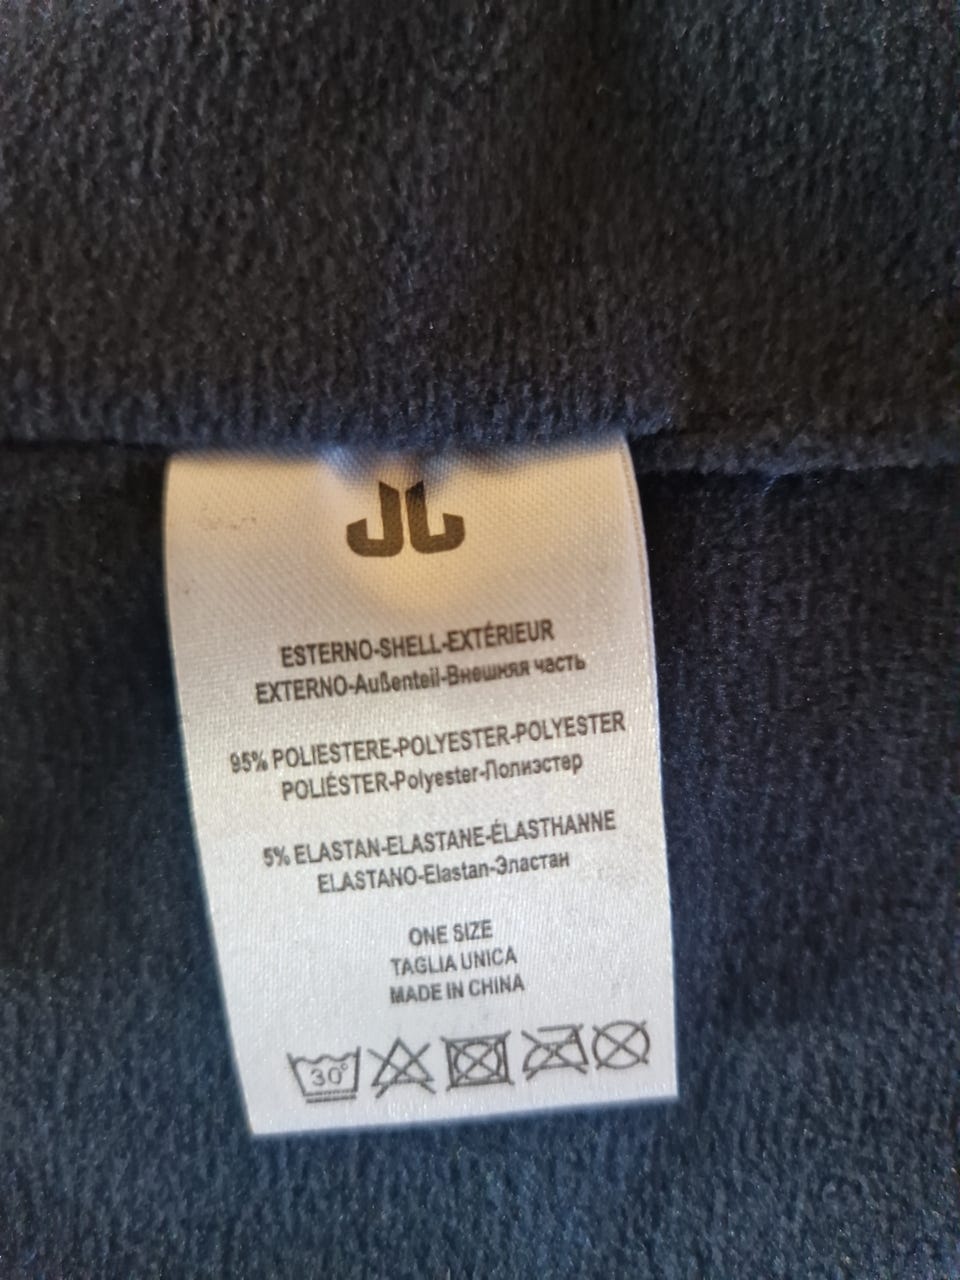 JL
ESTERNO-SHELL-EXTÉRIEUR
EXTERNO-Außenteil-Внешняя часть
95% POLIESTERE-POLYESTER-POLYESTER
POLIÉSTER-Polyester-Полиэстер
5% ELASTAN-ELASTANE-ÉLASTHANNE
ELASTANO-Elastan-Эластан
ONE SIZE
TAGLIA UNICA
MADE IN CHINA
30°